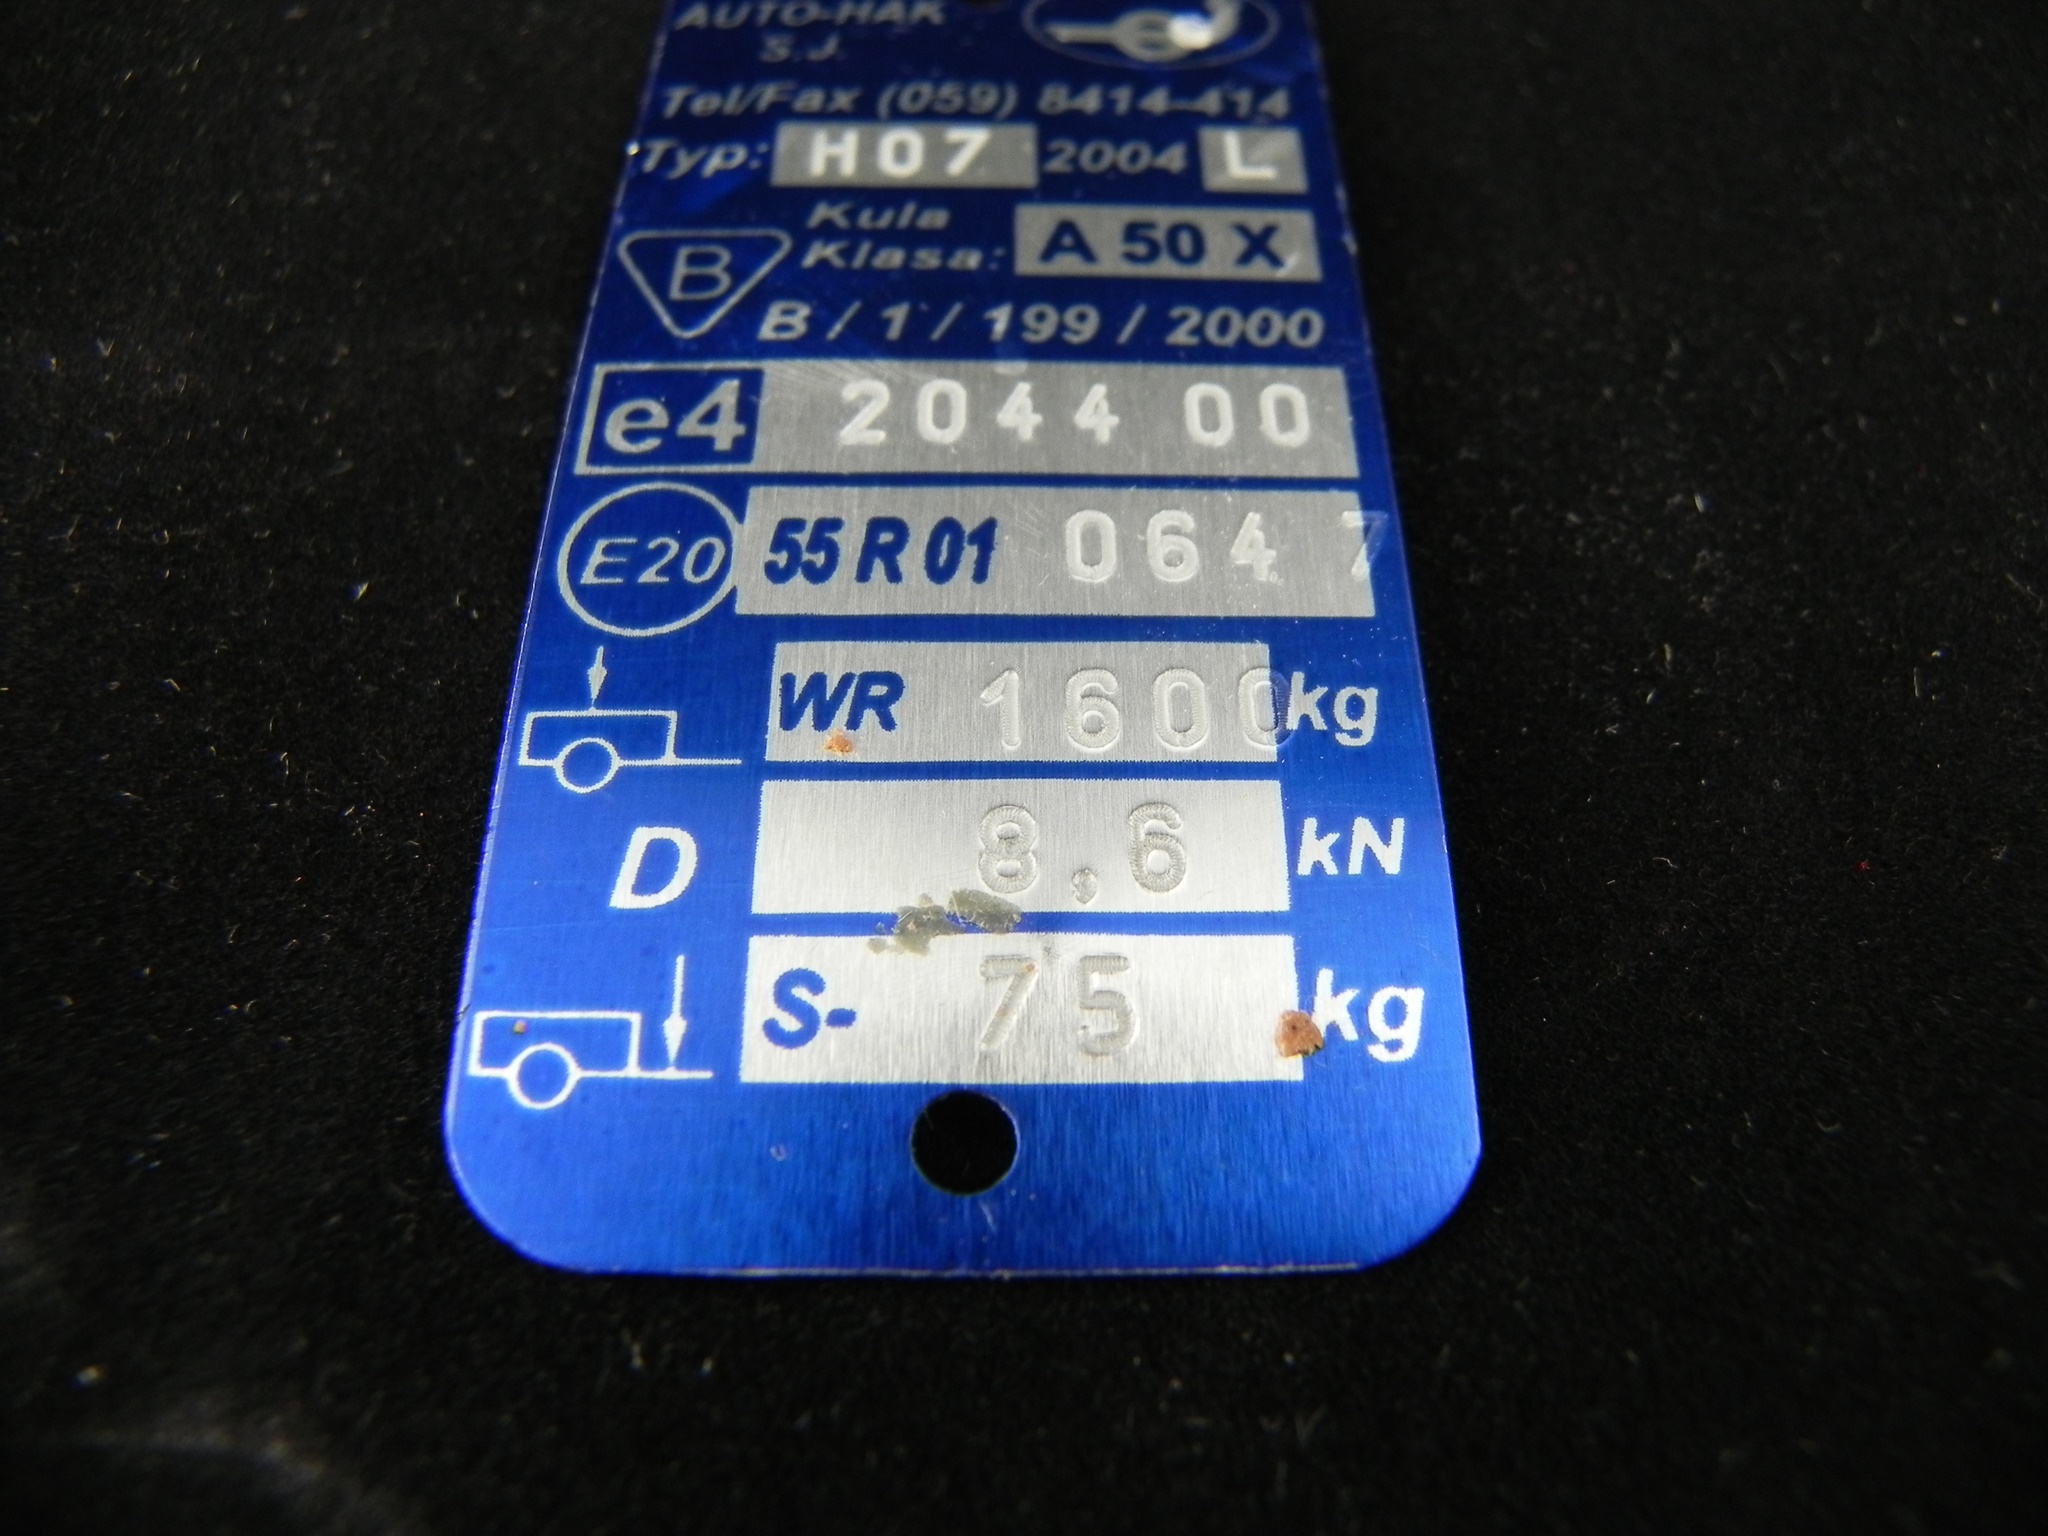 AUTO-HAK
S.J.
Tel/Fax (059) 8414-414
Typ: H07 2004 L
Kula
Klasa: A 50 X
B
B / 1 / 199 / 2000
e4 2044 00
E20 55 R 01 0647
WR 1600 kg
D 8,6 kN
S- 75 kg